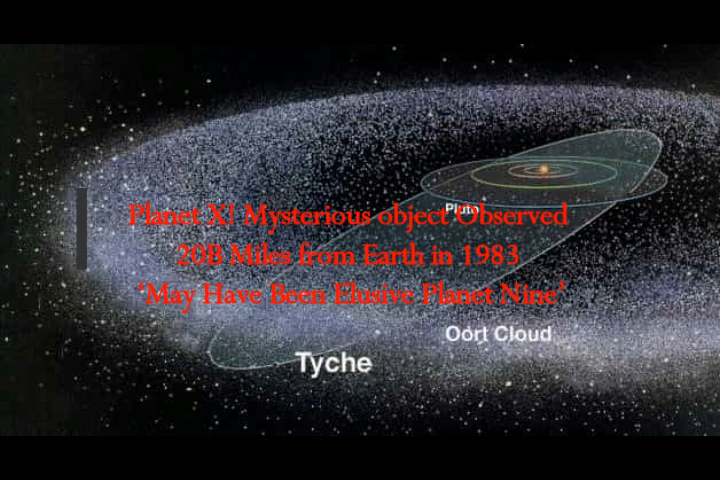 Pluto
Planet X! Mysterious object Observed
20B Miles from Earth in 1983
‘May Have Been Elusive Planet Nine’
Oort Cloud
Tyche